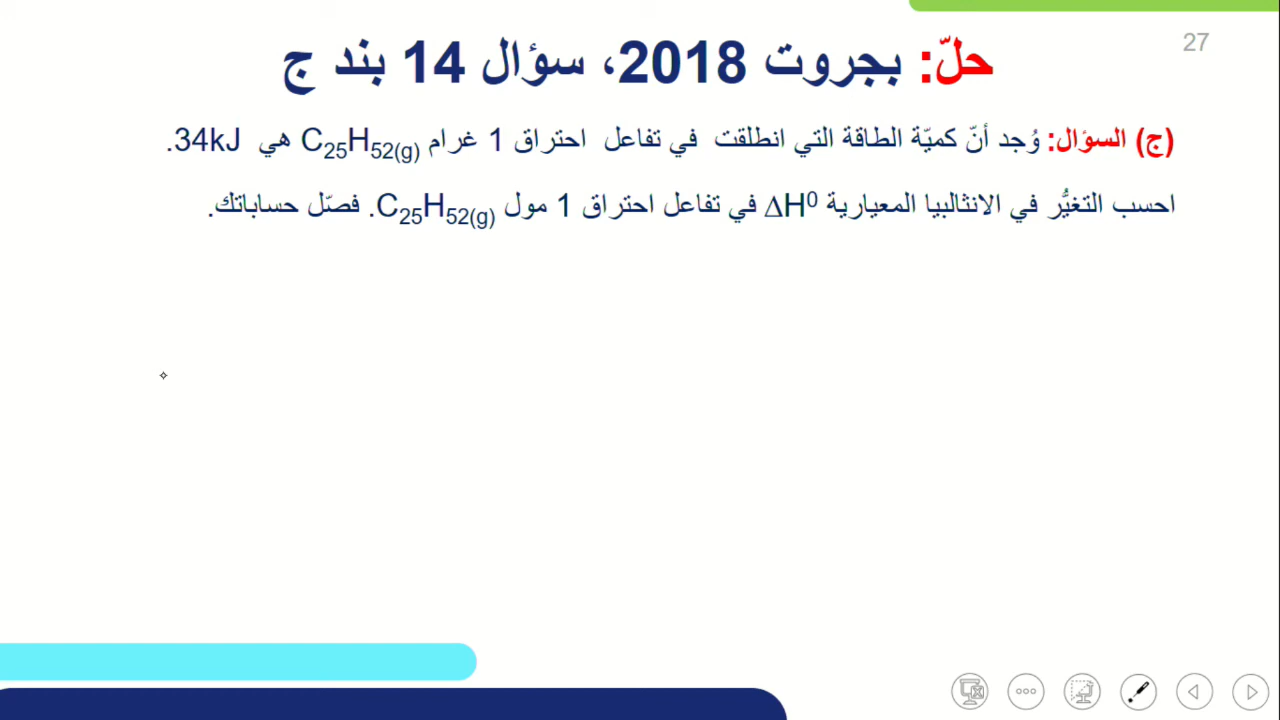 27
حلّ: بجروت 2018، سؤال 14 بند ج
(ج) السؤال: وُجد أنّ كميّة الطاقة التي انطلقت في تفاعل احتراق 1 غرام C25H52(g) هي 34kJ.
احسب التغيُّر في الانثالبيا المعيارية ∆H⁰ في تفاعل احتراق 1 مول C25H52(g). فصّل حساباتك.